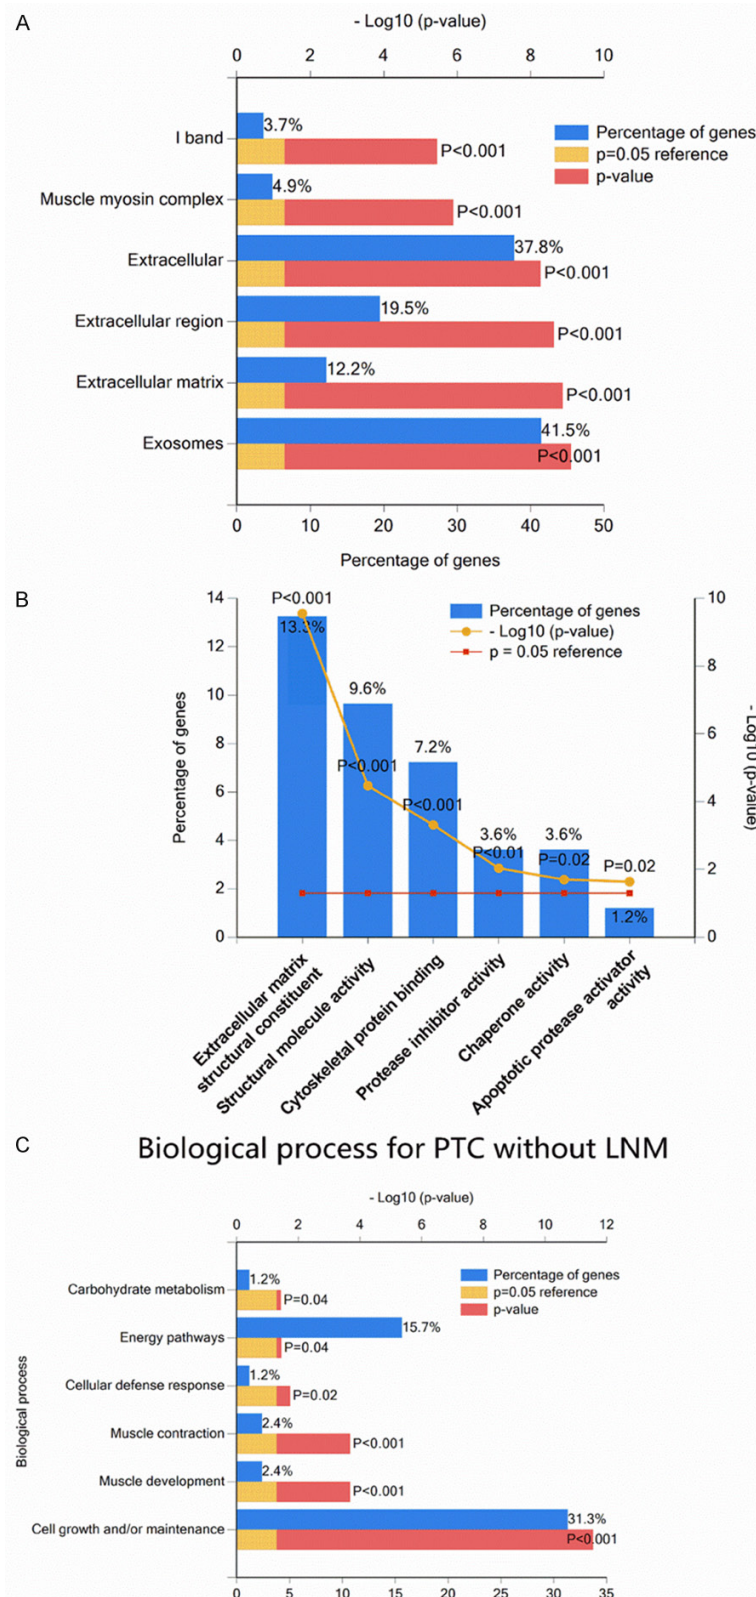 A
- Log10 (p-value)
0 2 4 6 8 10
Percentage of genes
p=0.05 reference
p-value
I band
3.7%
P<0.001
Muscle myosin complex
4.9%
P<0.001
Extracellular
37.8%
P<0.001
Extracellular region
19.5%
P<0.001
Extracellular matrix
12.2%
P<0.001
Exosomes
41.5%
P<0.001
0 10 20 30 40 50
Percentage of genes
B
Percentage of genes
- Log10 (p-value)
p = 0.05 reference
14
12
10
8
6
4
2
0
Percentage of genes
10
8
6
4
2
0
- Log10 (p-value)
P<0.001
13.3%
9.6%
P<0.001
7.2%
P<0.001
3.6%
P<0.01
3.6%
P=0.02
P=0.02
1.2%
Extracellular matrix
structural constituent
Structural molecule activity
Cytoskeletal protein binding
Protease inhibitor activity
Chaperone activity
Apoptotic protease activator
activity
C
Biological process for PTC without LNM
- Log10 (p-value)
0 2 4 6 8 10 12
Percentage of genes
p=0.05 reference
p-value
Biological process
Carbohydrate metabolism
1.2%
P=0.04
Energy pathways
15.7%
P=0.04
Cellular defense response
1.2%
P=0.02
Muscle contraction
2.4%
P<0.001
Muscle development
2.4%
P<0.001
Cell growth and/or maintenance
31.3%
P<0.001
0 5 10 15 20 25 30 35